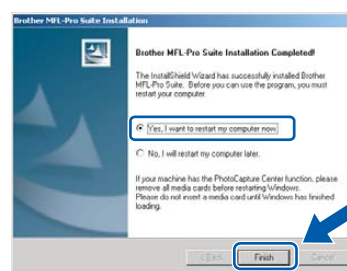 Brother MFL-Pro Suite Installation
Brother MFL-Pro Suite Installation Completed!
The InstallShield Wizard has successfully installed Brother
MFL-Pro Suite. Before you can use the program, you must
restart your computer.
Yes, I want to restart my computer now.
No, I will restart my computer later.
If your machine has the PhotoCapture Center function, please
remove all media cards before restarting Windows.
Please do not insert a media card until Windows has finished
loading.
< Back Finish Cancel